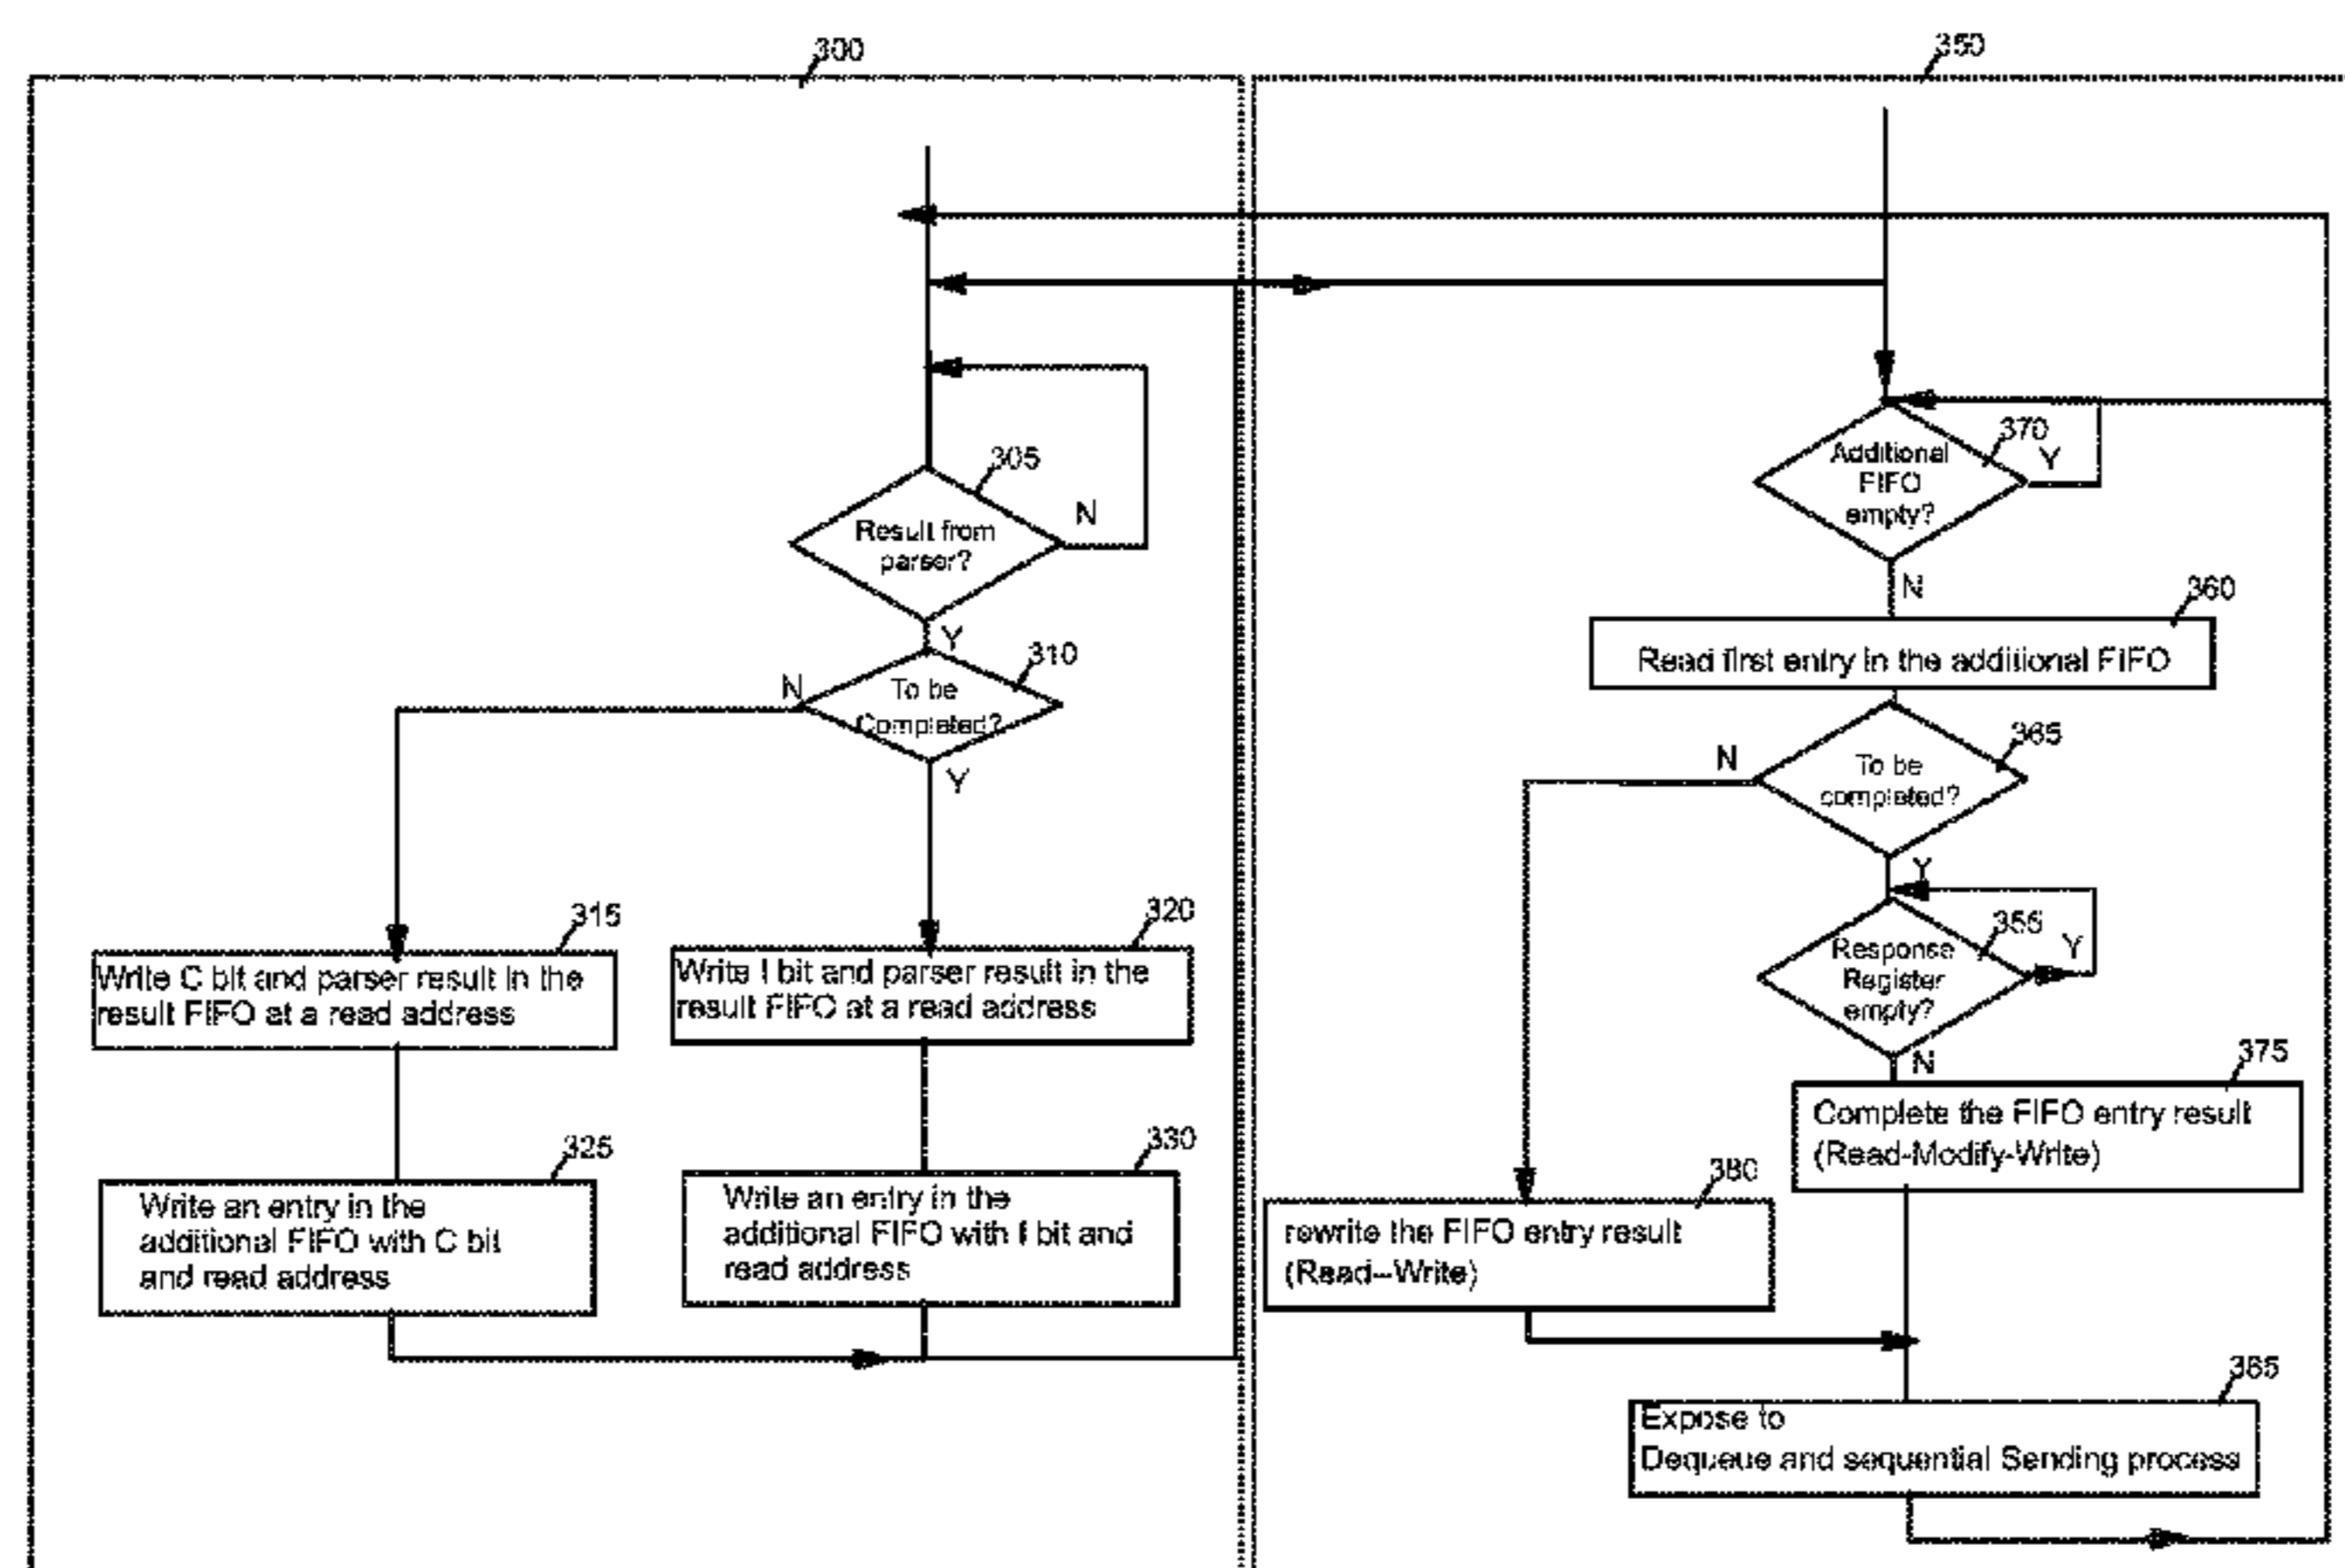 300
350
305
Result from
parser?
N
Y
310
To be
Completed?
N
Y
315
Write C bit and parser result in the
result FIFO at a read address
320
Write I bit and parser result in the
result FIFO at a read address
325
Write an entry in the
additional FIFO with C bit
and read address
330
Write an entry in the
additional FIFO with I bit and
read address
370
Additional
FIFO
empty?
Y
N
360
Read first entry in the additional FIFO
365
To be
completed?
N
Y
355
Response
Register
empty?
Y
N
375
Complete the FIFO entry result
(Read-Modify-Write)
380
rewrite the FIFO entry result
(Read--Write)
385
Expose to
Dequeue and sequential Sending process